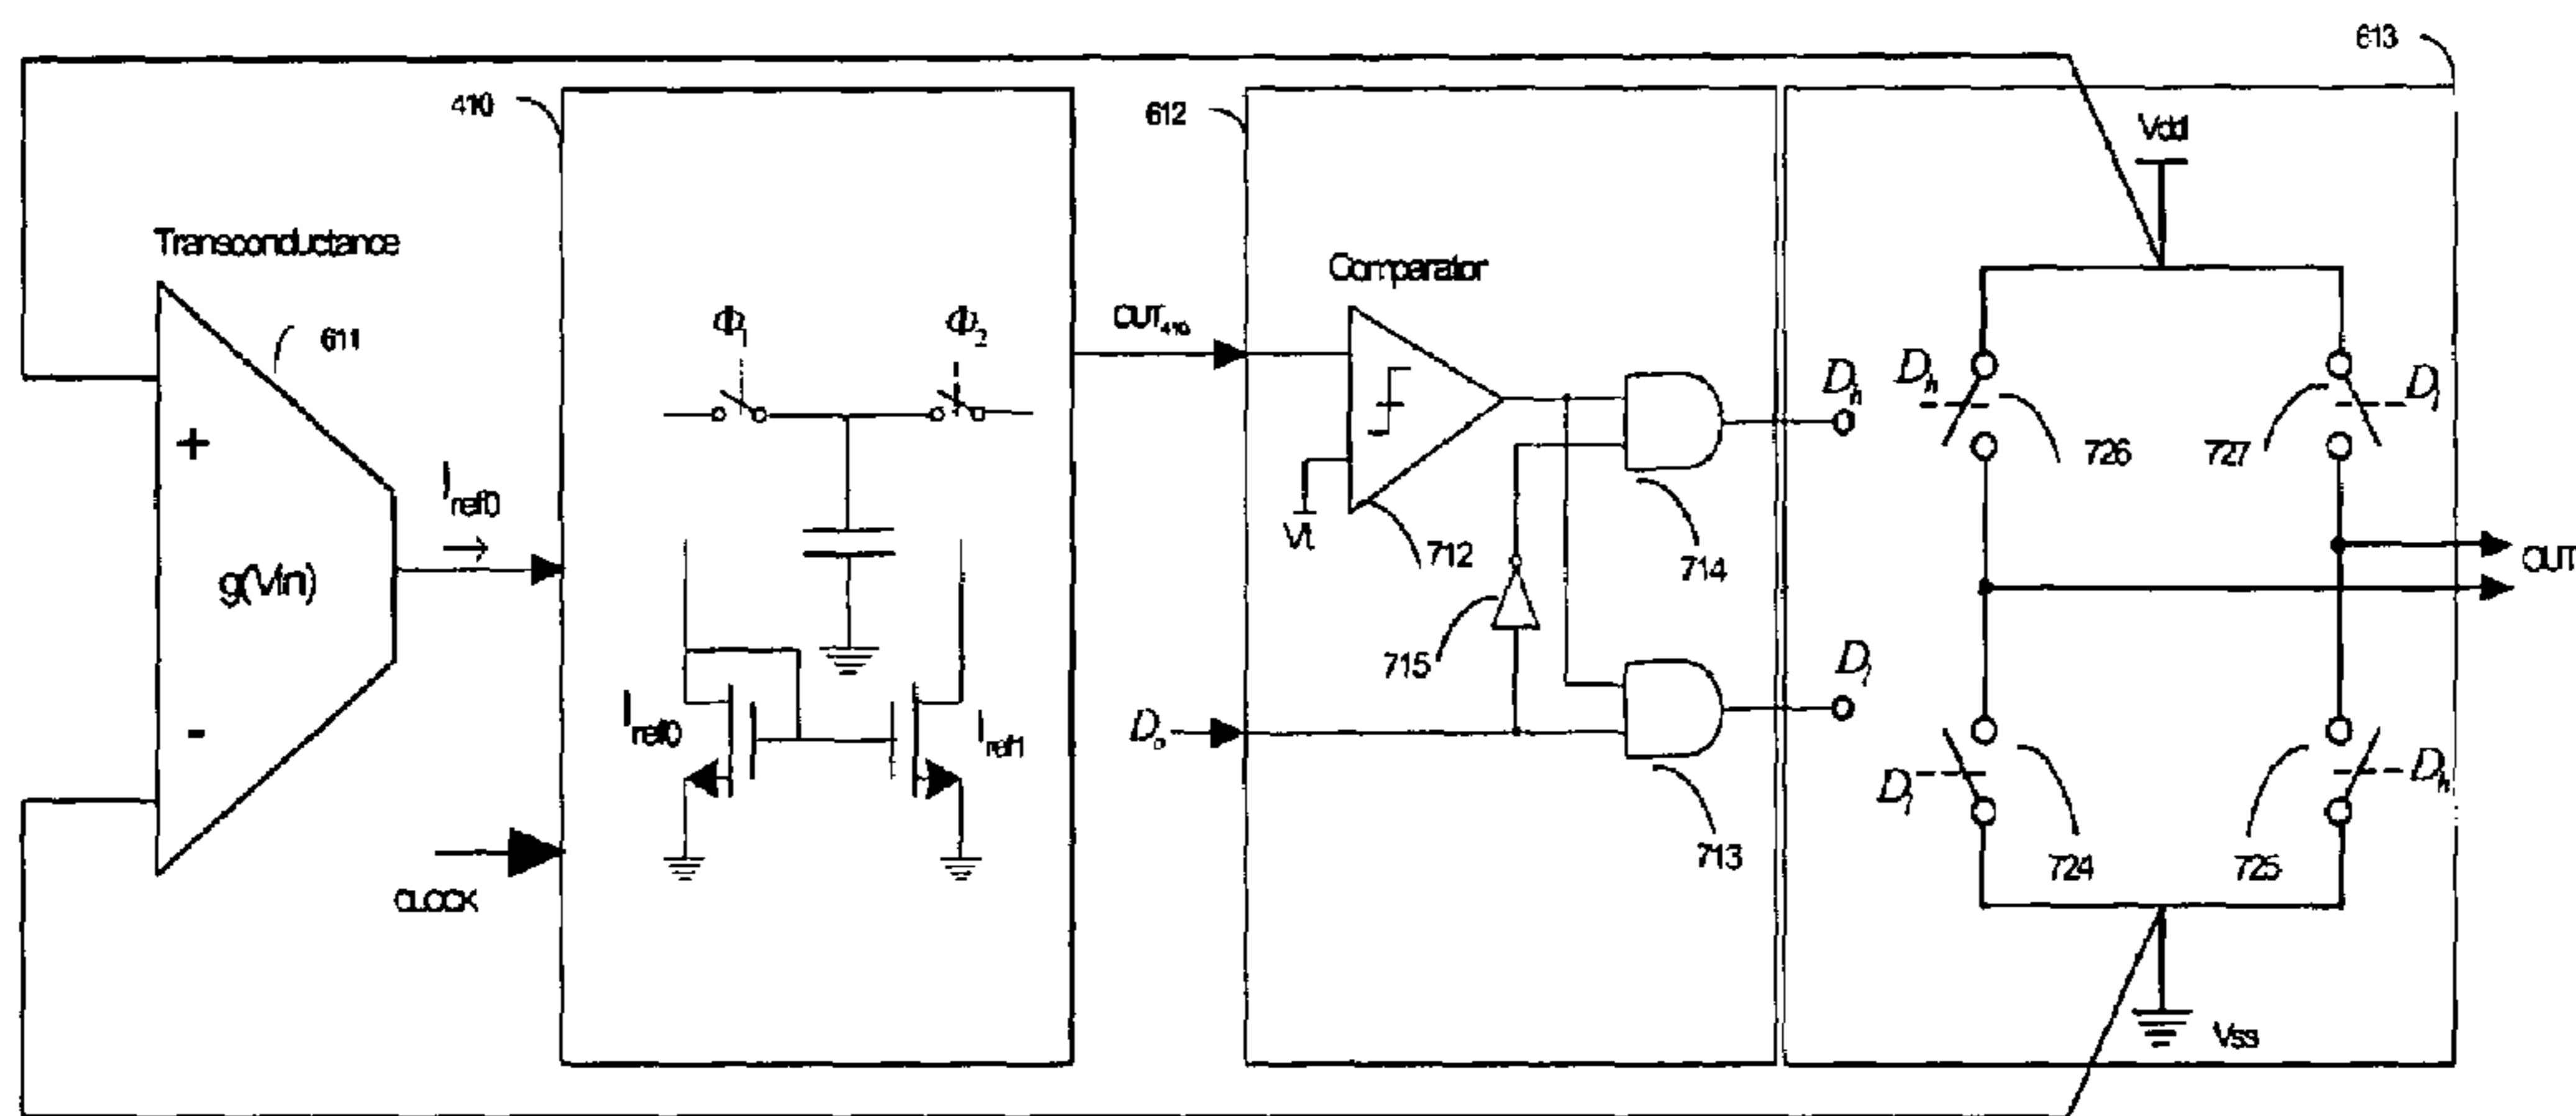 613
410
612
Vdd
Transconductance
Comparator
611
Φ1
Φ2
OUT410
+
g(Vin)
-
Iref0
Vt
712
714
715
Dh
Dh
726
727
Dl
OUT
Dl
Iref0
Iref1
Do
713
Dl
724
725
Dh
CLOCK
Vss